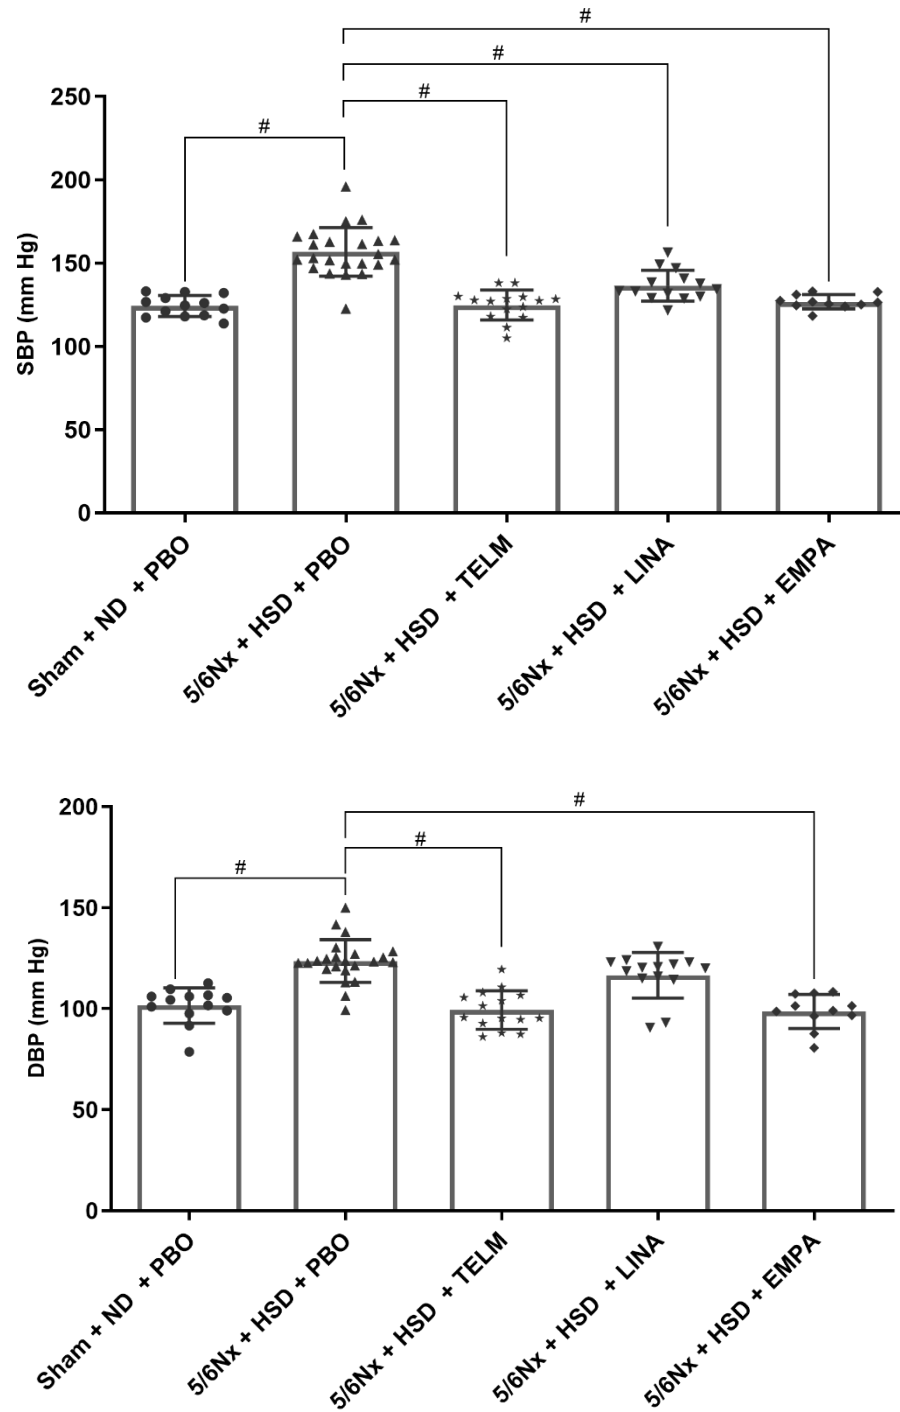 #
#
#
#
250
200
150
100
50
0
SBP (mm Hg)
Sham + ND + PBO
5/6Nx + HSD + PBO
5/6Nx + HSD + TELM
5/6Nx + HSD + LINA
5/6Nx + HSD + EMPA
#
#
#
200
150
100
50
0
DBP (mm Hg)
Sham + ND + PBO
5/6Nx + HSD + PBO
5/6Nx + HSD + TELM
5/6Nx + HSD + LINA
5/6Nx + HSD + EMPA